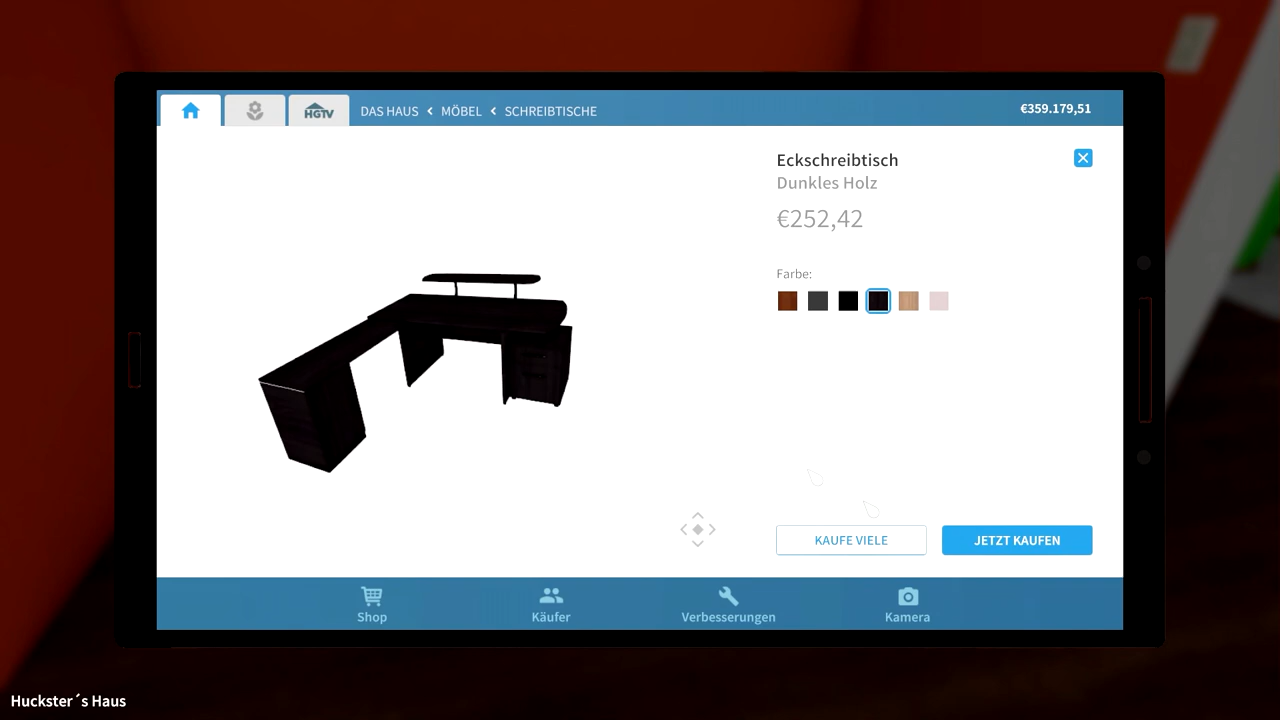 HGTV
DAS HAUS < MÖBEL < SCHREIBTISCHE
€359.179,51
Eckschreibtisch
Dunkles Holz
€252,42
Farbe:
KAUFE VIELE
JETZT KAUFEN
Shop
Käufer
Verbesserungen
Kamera
Huckster´s Haus